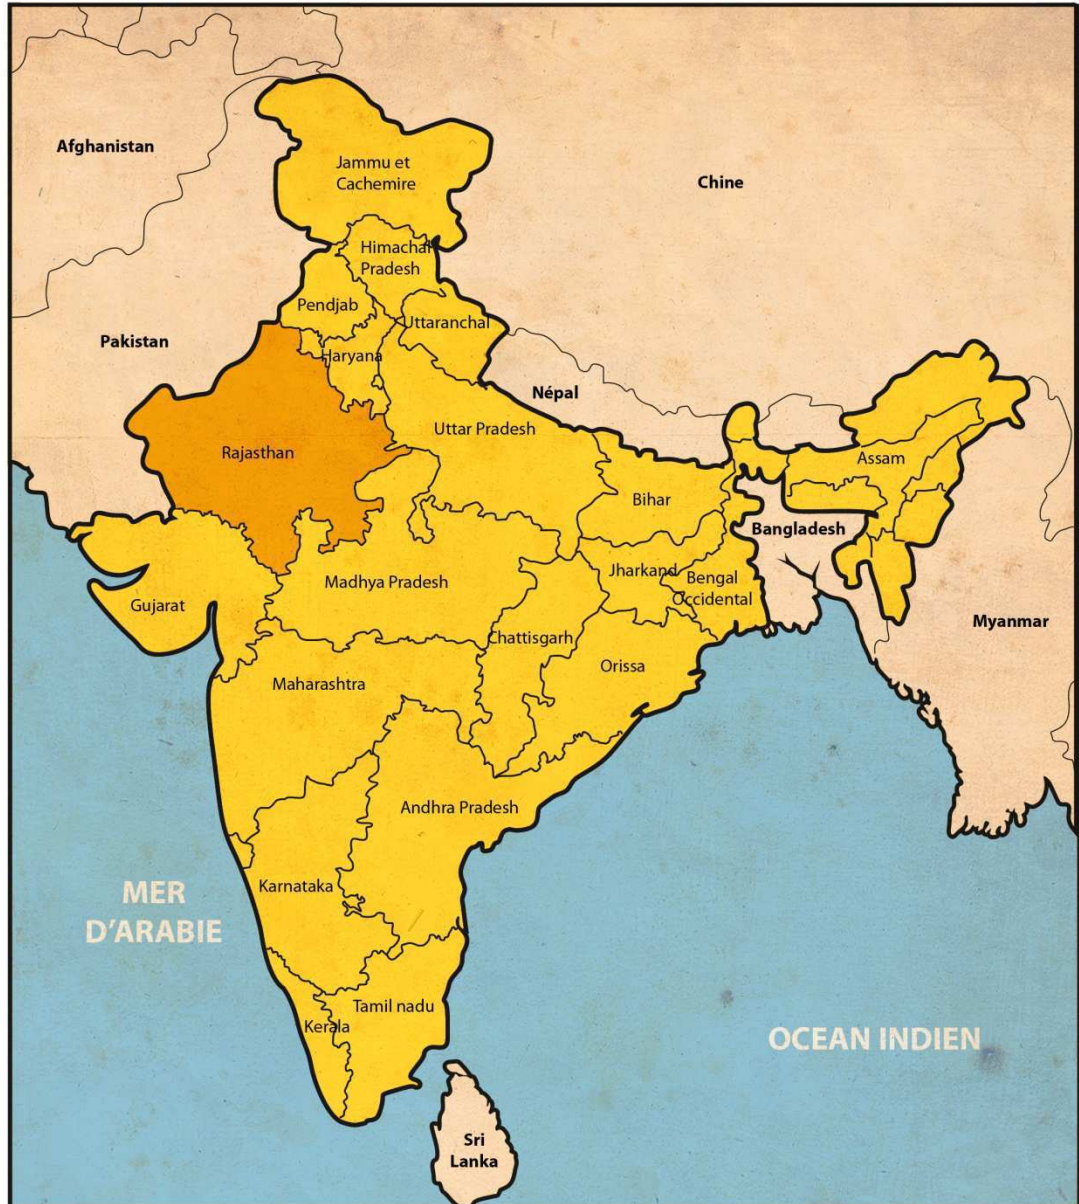 Afghanistan
Jammu et
Cachemire
Chine
Himachal
Pradesh
Pendjab
Uttaranchal
Pakistan
Haryana
Népal
Uttar Pradesh
Rajasthan
Assam
Bihar
Bangladesh
Jharkand
Madhya Pradesh
Bengal
Occidental
Gujarat
Myanmar
Chattisgarh
Orissa
Maharashtra
Andhra Pradesh
Karnataka
MER
D'ARABIE
Tamil nadu
Kerala
OCEAN INDIEN
Sri
Lanka